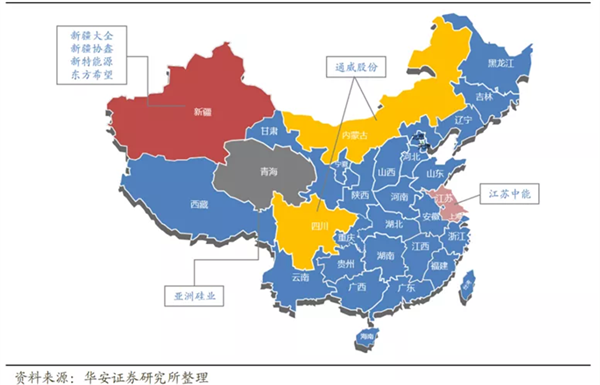 新疆大全
新疆协鑫
新特能源
东方希望
通威股份
黑龙江
吉林
辽宁
新疆
内蒙古
甘肃
河北
宁夏
山西
山东
青海
陕西
河南
江苏
江苏中能
西藏
安徽
上海
四川
湖北
重庆
浙江
江西
湖南
贵州
福建
亚洲硅业
云南
广西
广东
台湾
海南
资料来源：华安证券研究所整理